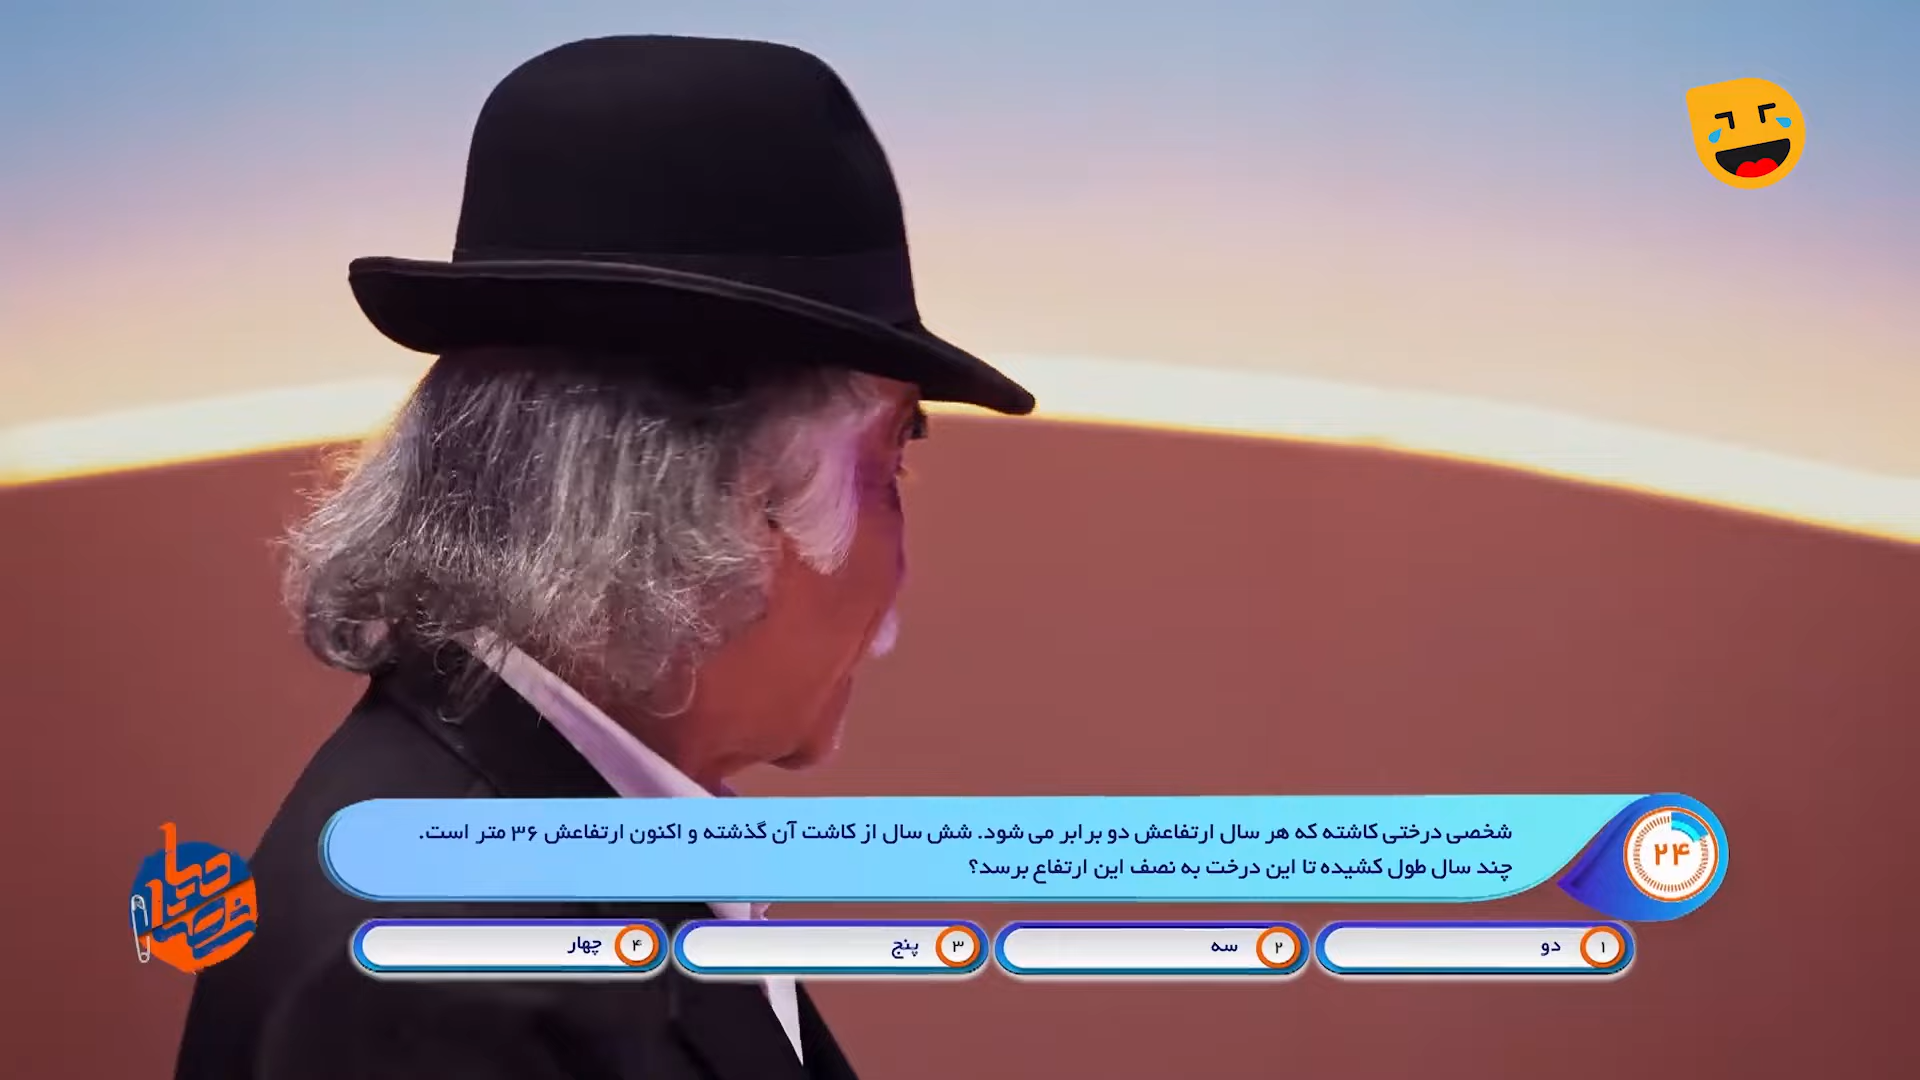 شخصی درختی کاشته که هر سال ارتفاعش دو برابر می شود. شش سال از کاشت آن گذشته و اکنون ارتفاعش ۳۶ متر است.
چند سال طول کشیده تا این درخت به نصف این ارتفاع برسد؟
۲۴
۱ دو
۲ سه
۳ پنج
۴ چهار